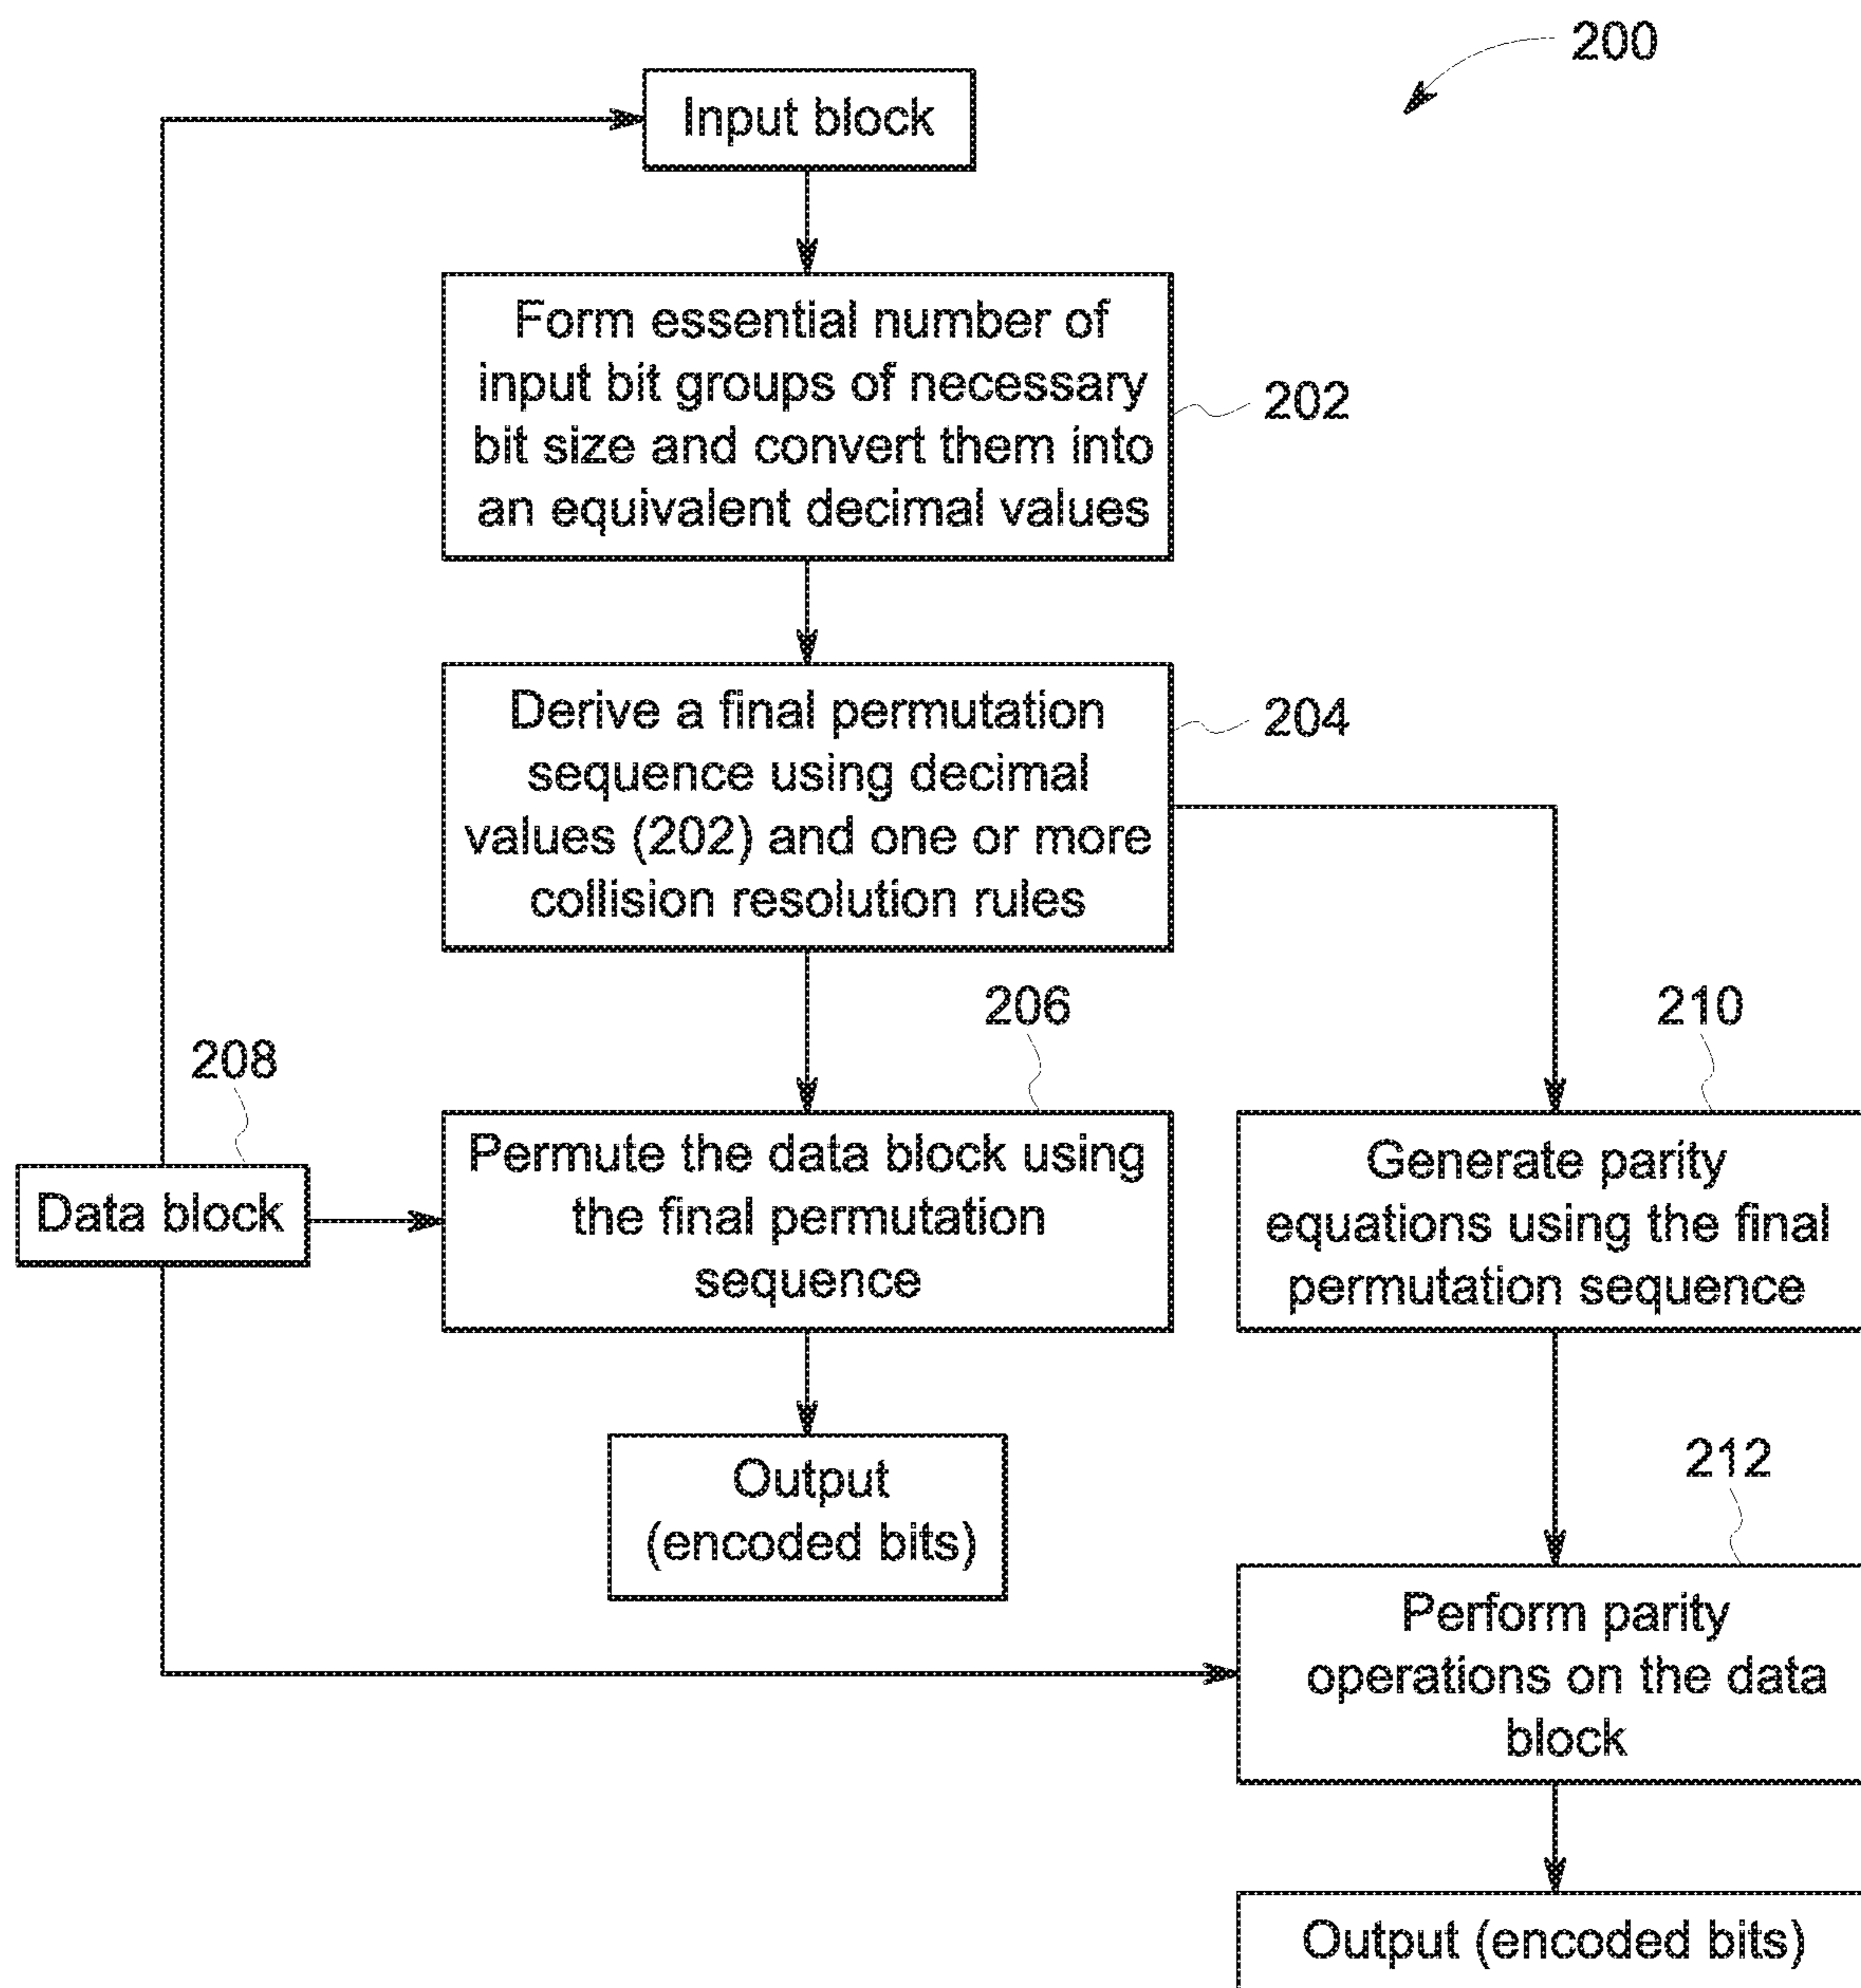 200
Input block
Form essential number of
input bit groups of necessary
bit size and convert them into
an equivalent decimal values
202
Derive a final permutation
sequence using decimal
values (202) and one or more
collision resolution rules
204
206
210
208
Data block
Permute the data block using
the final permutation
sequence
Generate parity
equations using the final
permutation sequence
Output
(encoded bits)
212
Perform parity
operations on the data
block
Output (encoded bits)